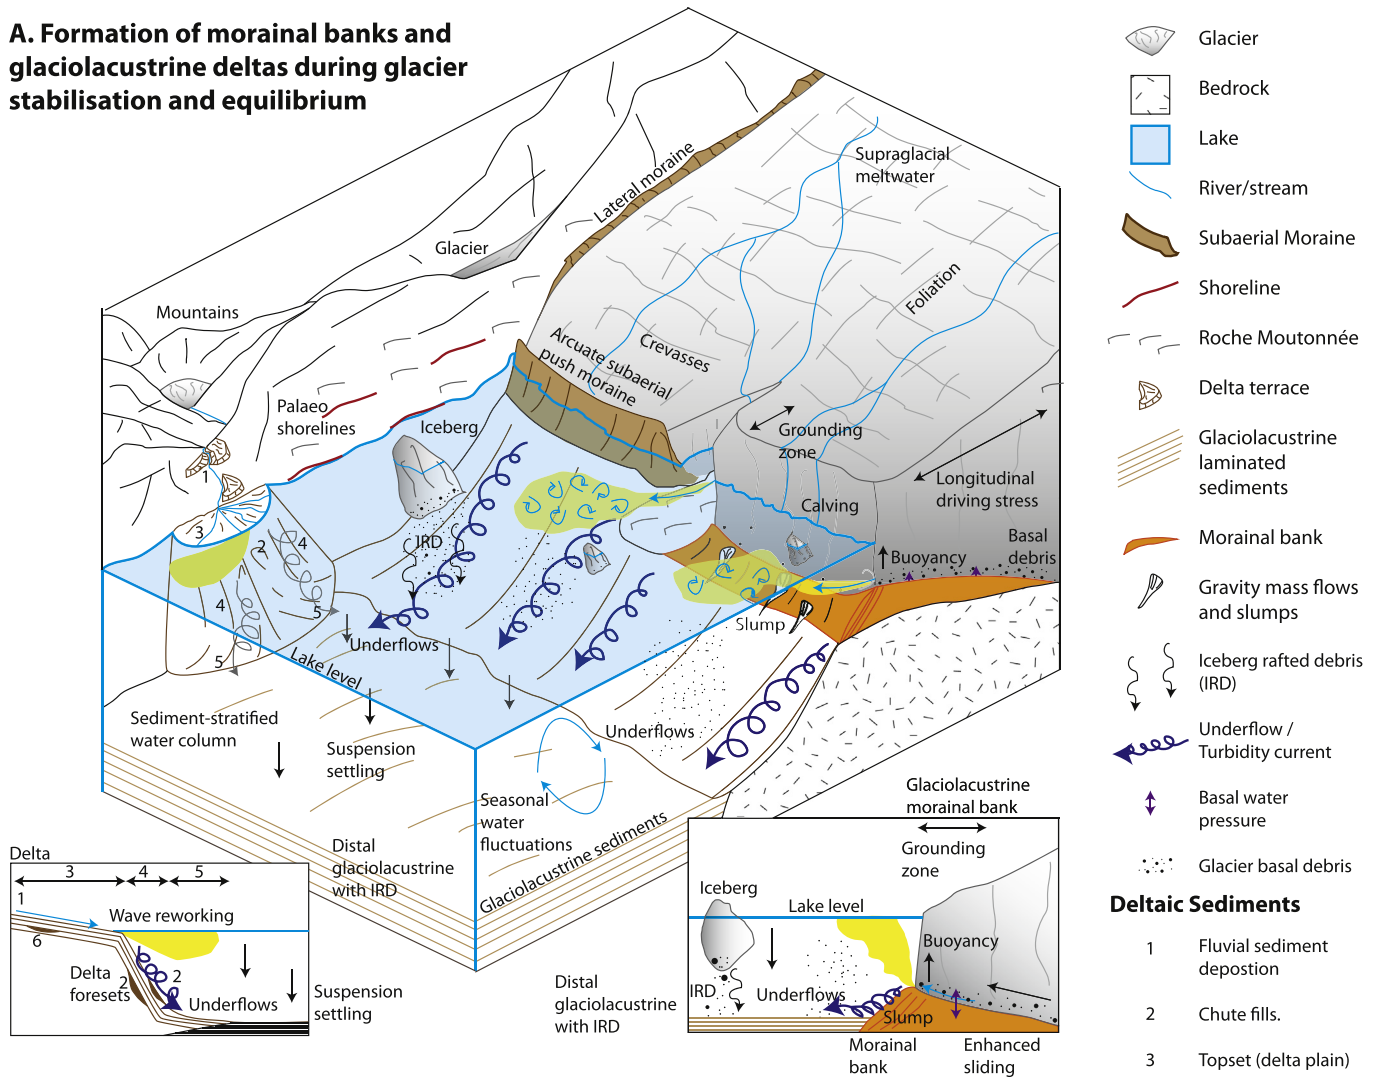 A. Formation of morainal banks and
glaciolacustrine deltas during glacier
stabilisation and equilibrium
Supraglacial
meltwater
Lateral moraine
Glacier
Foliation
Mountains
Crevasses
Arcuate subaerial
push moraine
Palaeo
shorelines
Iceberg
Grounding
zone
Longitudinal
driving stress
Calving
1
3
2
4
IRD
Basal
debris
Buoyancy
4
5
Slump
5
Underflows
Lake level
Sediment-stratified
water column
Suspension
settling
Underflows
Seasonal
water
fluctuations
Glaciolacustrine sediments
Distal
glaciolacustrine
with IRD
Delta
3
4
5
1
Wave reworking
6
Delta
foresets
2
2
Underflows
Suspension
settling
Distal
glaciolacustrine
with IRD
Glaciolacustrine
morainal bank
Grounding
zone
Iceberg
Lake level
Buoyancy
IRD
Underflows
Slump
Morainal
bank
Enhanced
sliding
Glacier
Bedrock
Lake
River/stream
Subaerial Moraine
Shoreline
Roche Moutonnée
Delta terrace
Glaciolacustrine
laminated
sediments
Morainal bank
Gravity mass flows
and slumps
Iceberg rafted debris
(IRD)
Underflow /
Turbidity current
Basal water
pressure
Glacier basal debris
Deltaic Sediments
1 Fluvial sediment
depostion
2 Chute fills.
3 Topset (delta plain)